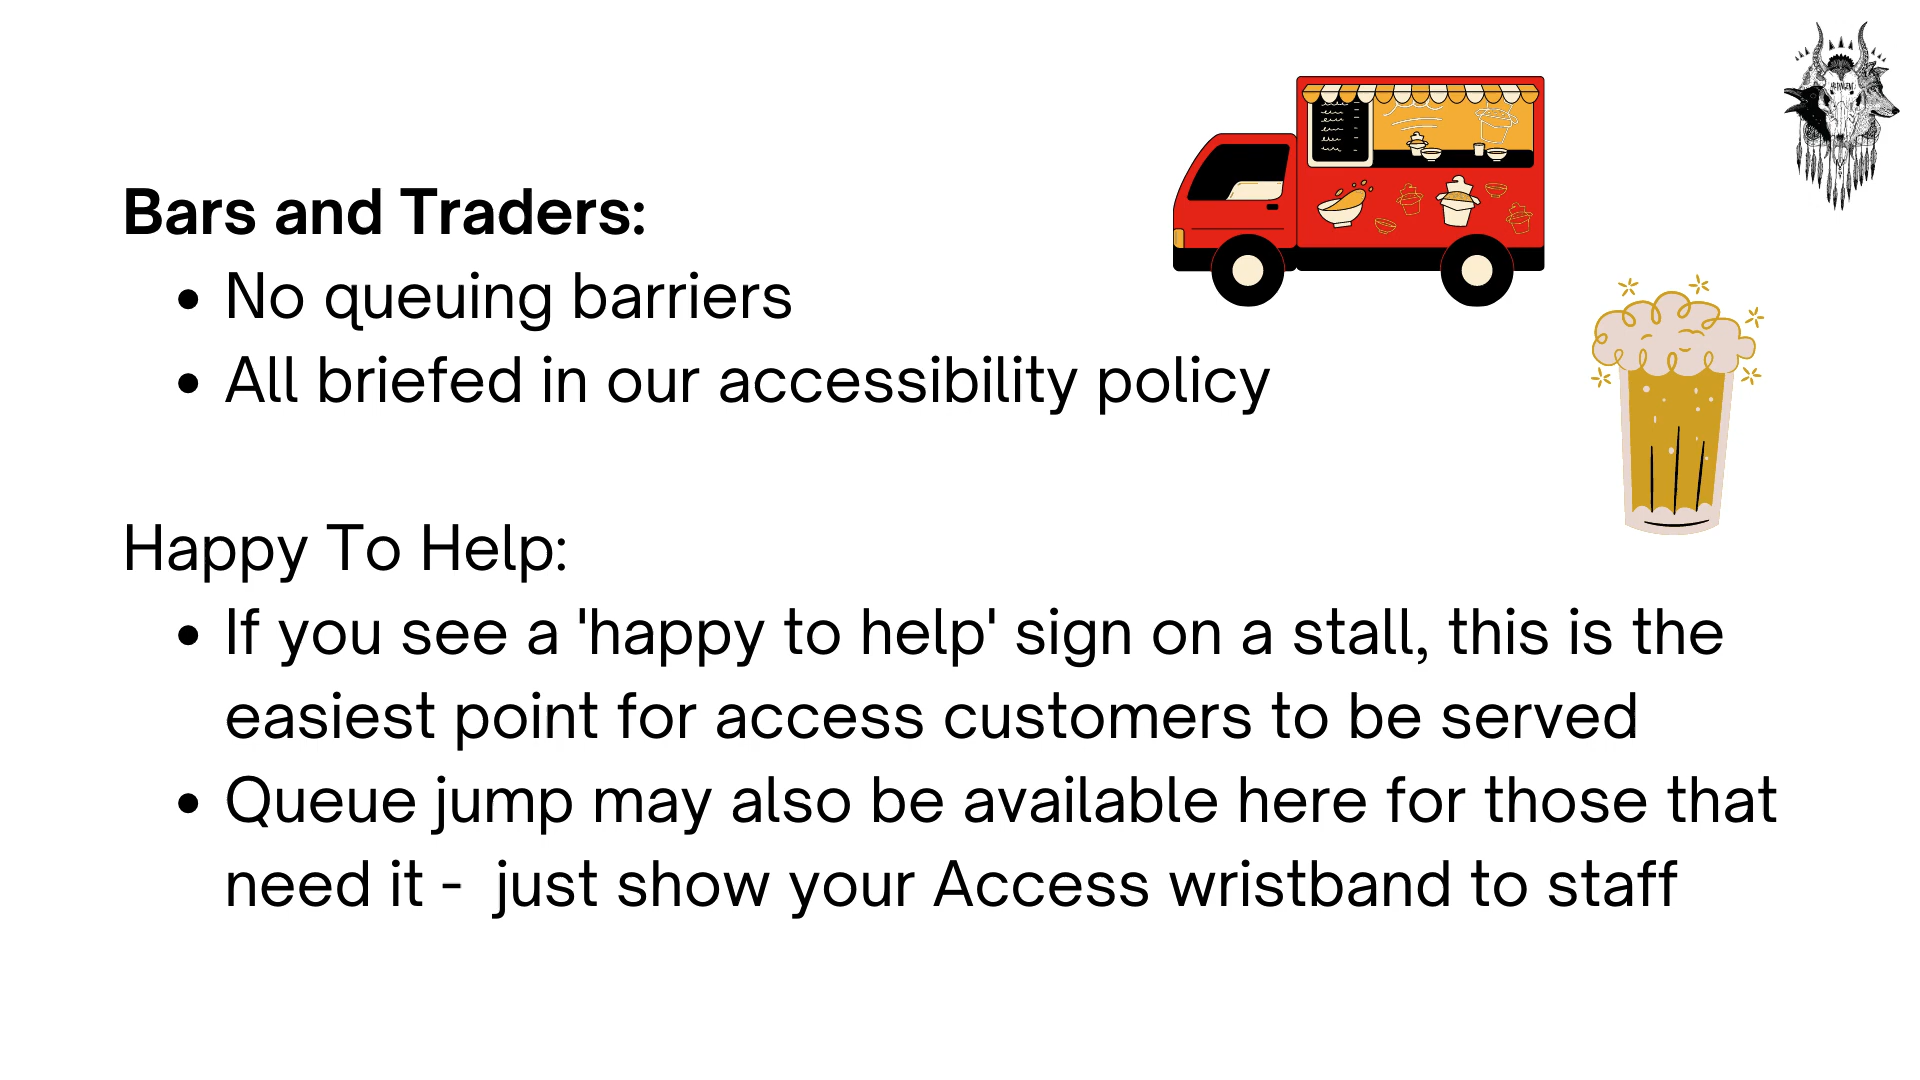 Bars and Traders:
• No queuing barriers
• All briefed in our accessibility policy
Happy To Help:
• If you see a 'happy to help' sign on a stall, this is the
easiest point for access customers to be served
• Queue jump may also be available here for those that
need it -  just show your Access wristband to staff